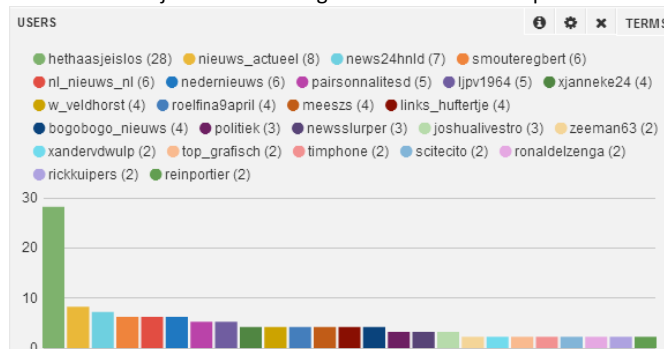 USERS TERMS
hethaasjeislos (28) nieuws_actueel (8) news24hnld (7) smouteregbert (6)
nl_nieuws_nl (6) nedernieuws (6) pairsonnalitesd (5) ljpv1964 (5) xjanneke24 (4)
w_veldhorst (4) roelfina9april (4) meeszs (4) links_huftertje (4)
bogobogo_nieuws (4) politiek (3) newsslurper (3) joshualivestro (3) zeeman63 (2)
xandervdwulp (2) top_grafisch (2) timphone (2) scitecito (2) ronaldelzenga (2)
rickkuipers (2) reinportier (2)
30
20
10
0